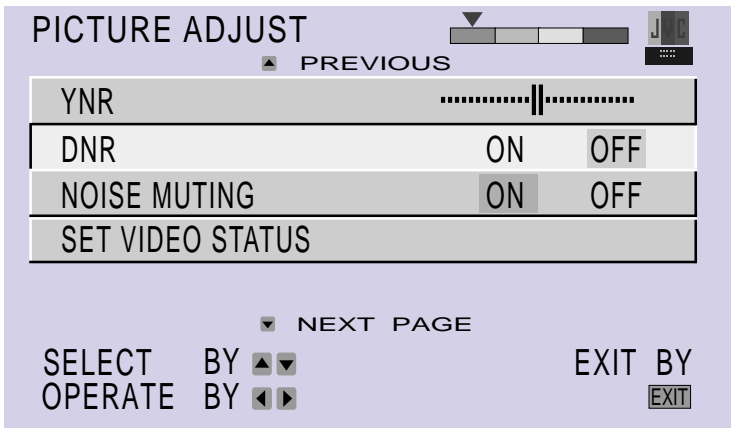 PICTURE ADJUST
JVC
PREVIOUS
YNR
DNR ON OFF
NOISE MUTING ON OFF
SET VIDEO STATUS
NEXT PAGE
SELECT BY
EXIT BY
OPERATE BY
EXIT